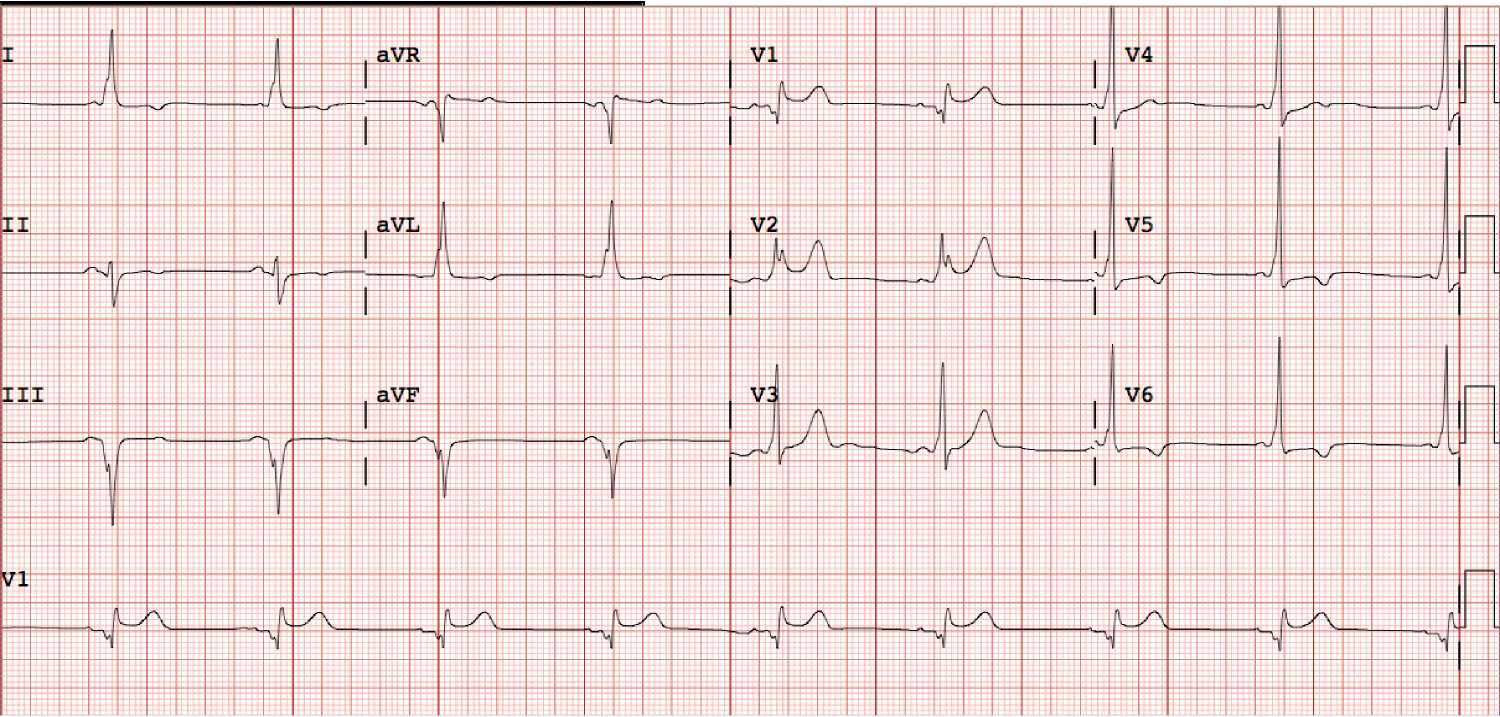 I aVR V1 V4
II aVL V2 V5
III aVF V3 V6
V1